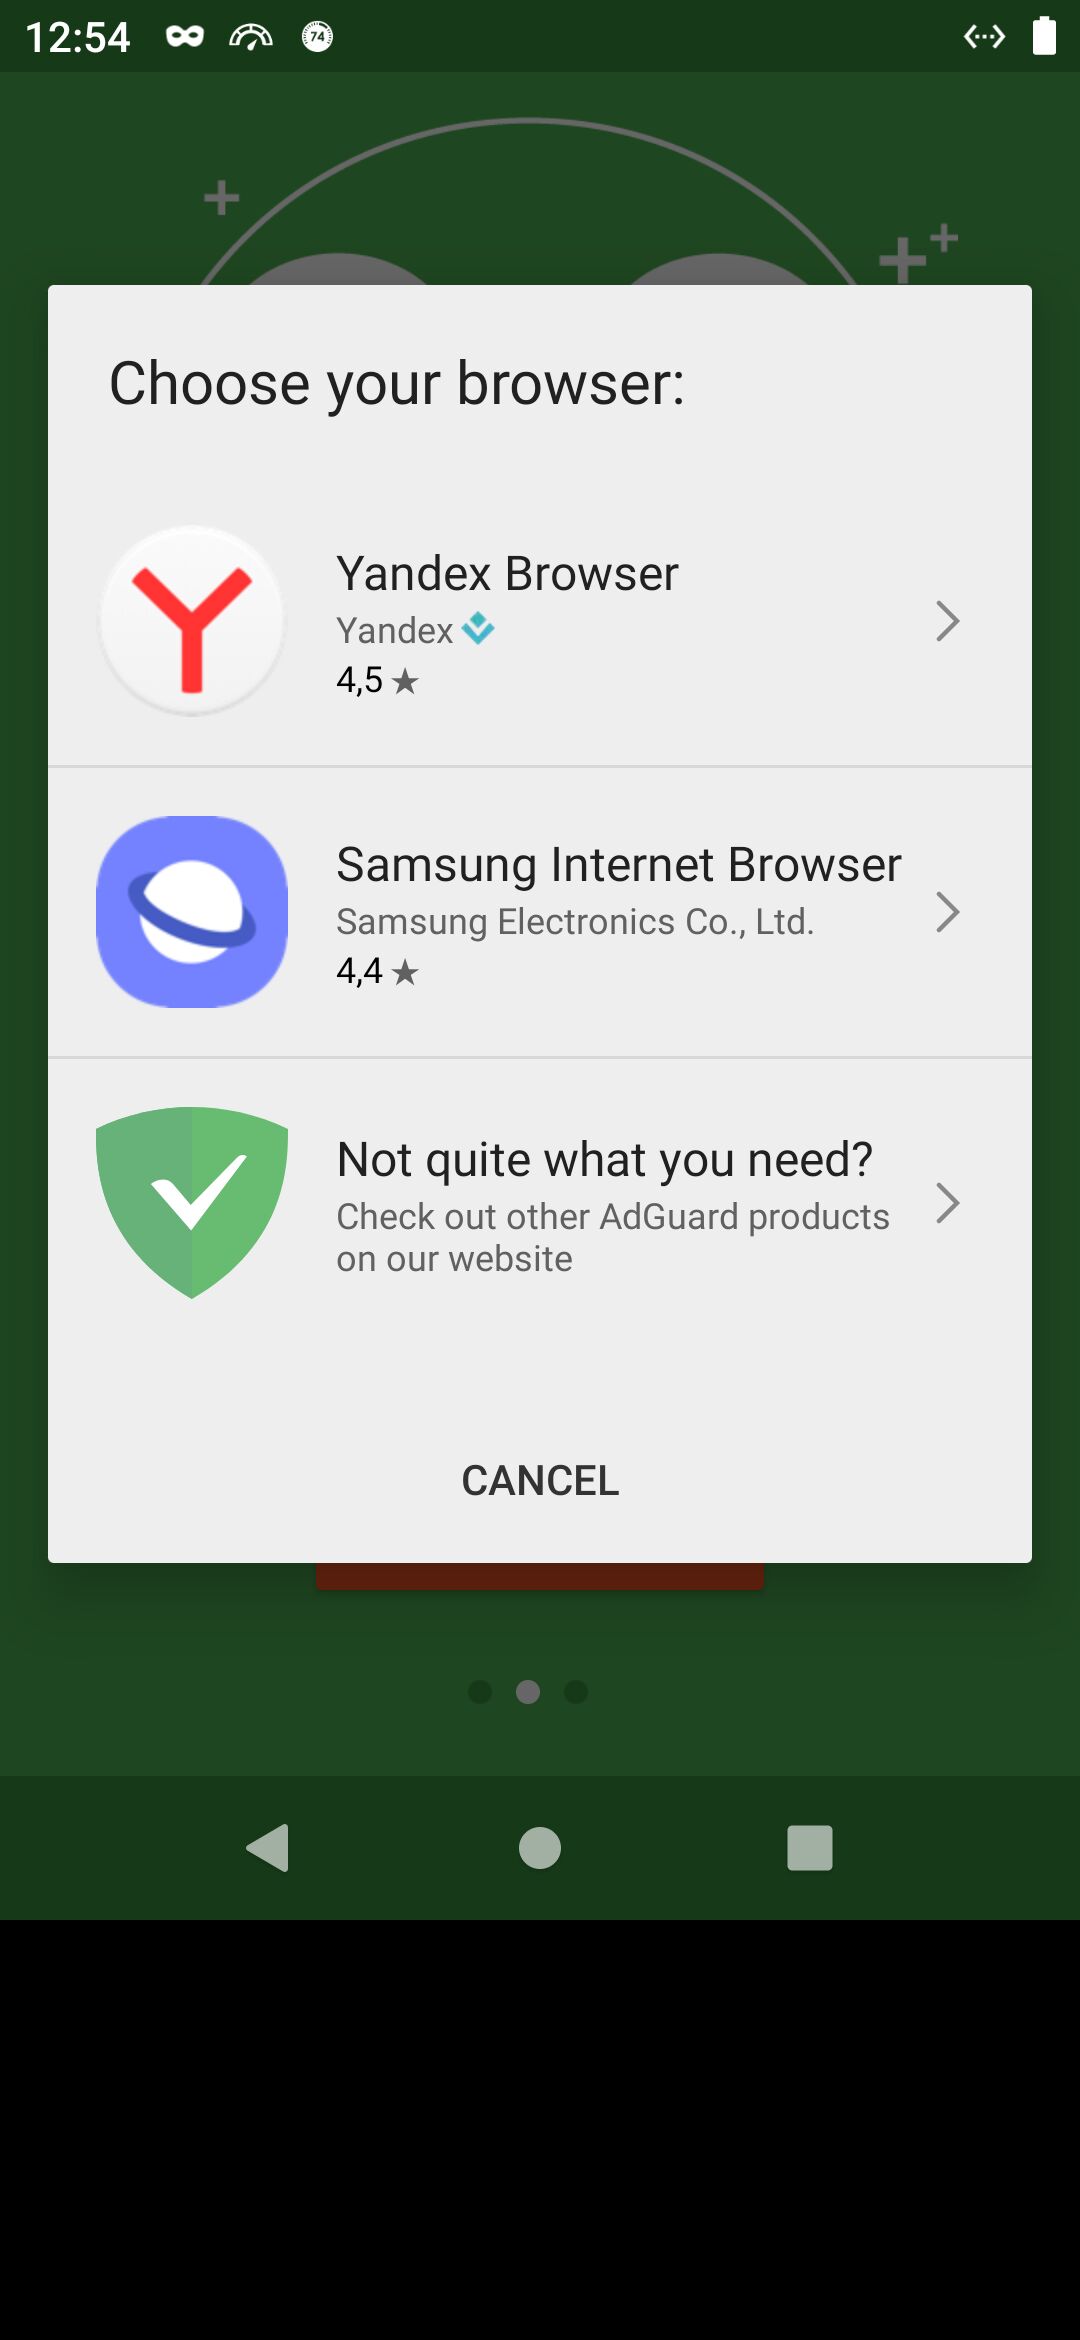 12:54
74
Choose your browser:
Yandex Browser
Yandex
4,5 ★
Samsung Internet Browser
Samsung Electronics Co., Ltd.
4,4 ★
Not quite what you need?
Check out other AdGuard products
on our website
CANCEL